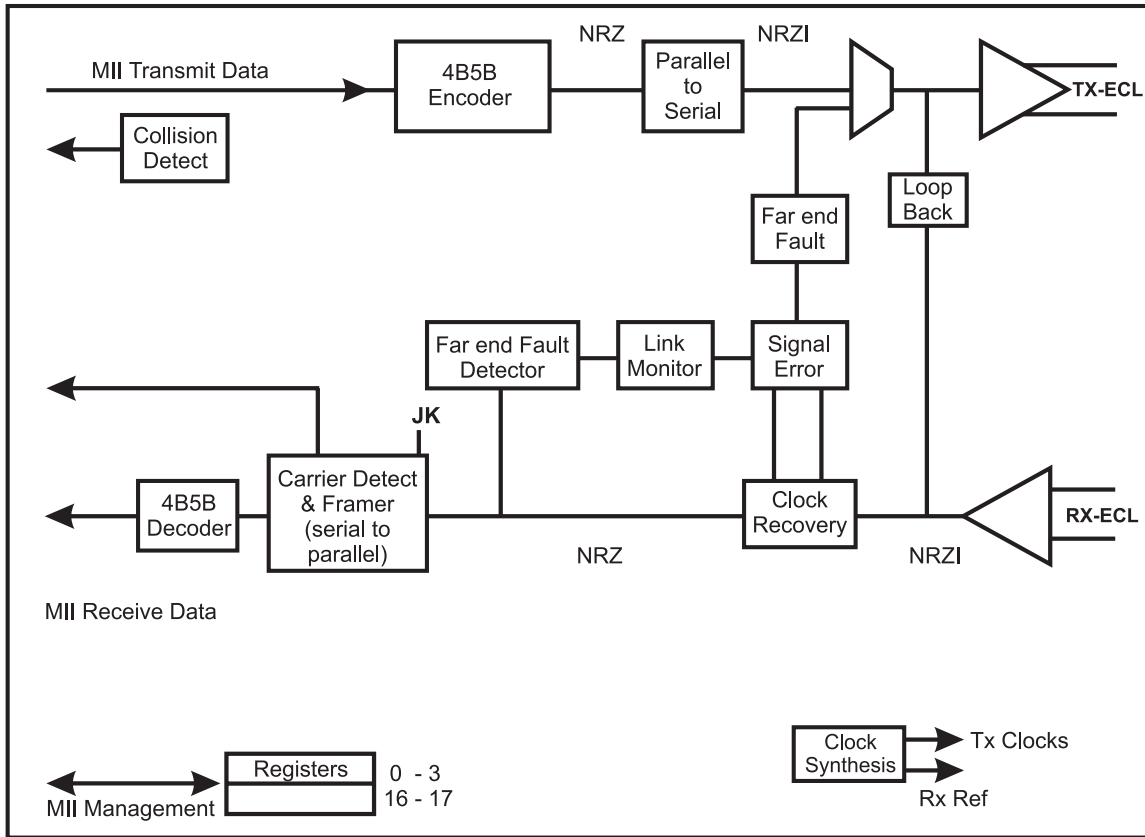 NRZ
NRZI
MII Transmit Data
4B5B
Encoder
Parallel
to
Serial
TX-ECL
Collision
Detect
Loop
Back
Far end
Fault
Far end Fault
Detector
Link
Monitor
Signal
Error
JK
4B5B
Decoder
Carrier Detect
& Framer
(serial to
parallel)
Clock
Recovery
RX-ECL
NRZ
NRZI
MII Receive Data
Registers
0 - 3
16 - 17
MII Management
Clock
Synthesis
Tx Clocks
Rx Ref